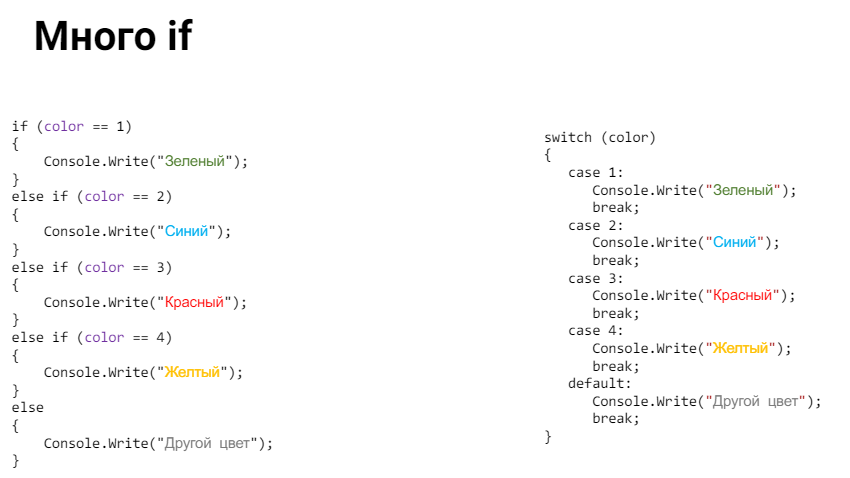 Много if
if (color == 1)
{
    Console.Write("Зеленый");
}
else if (color == 2)
{
    Console.Write("Синий");
}
else if (color == 3)
{
    Console.Write("Красный");
}
else if (color == 4)
{
    Console.Write("Желтый");
}
else
{
    Console.Write("Другой цвет");
}
switch (color)
{
   case 1:
      Console.Write("Зеленый");
      break;
   case 2:
      Console.Write("Синий");
      break;
   case 3:
      Console.Write("Красный");
      break;
   case 4:
      Console.Write("Желтый");
      break;
   default:
      Console.Write("Другой цвет");
      break;
}